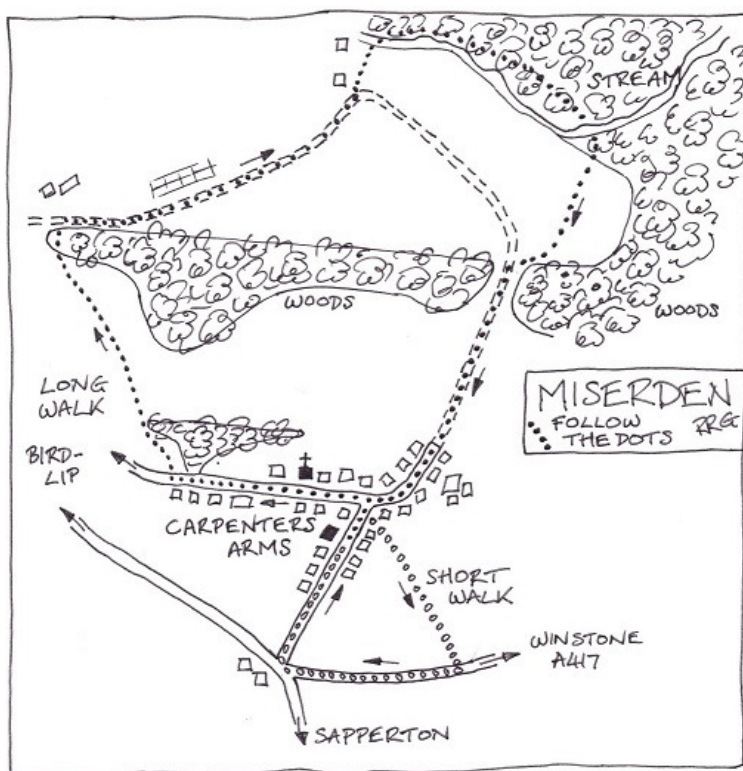 STREAM
WOODS
WOODS
LONG
WALK
MISERDEN
FOLLOW
THE DOTS RRG
BIRD-
LIP
CARPENTERS
ARMS
SHORT
WALK
WINSTONE
A417
SAPPERTON